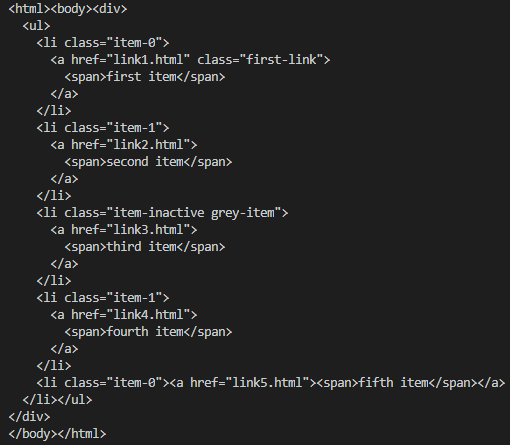 <html><body><div>
  <ul>
    <li class="item-0">
      <a href="link1.html" class="first-link">
        <span>first item</span>
      </a>
    </li>
    <li class="item-1">
      <a href="link2.html">
        <span>second item</span>
      </a>
    </li>
    <li class="item-inactive grey-item">
      <a href="link3.html">
        <span>third item</span>
      </a>
    </li>
    <li class="item-1">
      <a href="link4.html">
        <span>fourth item</span>
      </a>
    </li>
    <li class="item-0"><a href="link5.html"><span>fifth item</span></a>
  </li></ul>
</div>
</body></html>